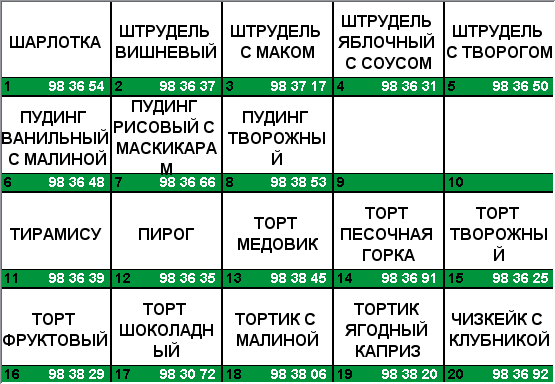 ШАРЛОТКА
1 98 36 54
ШТРУДЕЛЬ
ВИШНЕВЫЙ
2 98 36 37
ШТРУДЕЛЬ
С МАКОМ
3 98 37 17
ШТРУДЕЛЬ
ЯБЛОЧНЫЙ
С СОУСОМ
4 98 36 31
ШТРУДЕЛЬ
С ТВОРОГОМ
5 98 36 50
ПУДИНГ
ВАНИЛЬНЫЙ
С МАЛИНОЙ
6 98 36 48
ПУДИНГ
РИСОВЫЙ С
МАСКИКАРА
М
7 98 36 66
ПУДИНГ
ТВОРОЖНЫ
Й
8 98 38 53
9
10
ТИРАМИСУ
11 98 36 39
ПИРОГ
12 98 36 35
ТОРТ
МЕДОВИК
13 98 38 45
ТОРТ
ПЕСОЧНАЯ
ГОРКА
14 98 36 91
ТОРТ
ТВОРОЖНЫ
Й
15 98 36 25
ТОРТ
ФРУКТОВЫЙ
16 98 38 29
ТОРТ
ШОКОЛАДН
ЫЙ
17 98 30 72
ТОРТИК С
МАЛИНОЙ
18 98 38 06
ТОРТИК
ЯГОДНЫЙ
КАПРИЗ
19 98 38 20
ЧИЗКЕЙК С
КЛУБНИКОЙ
20 98 36 92